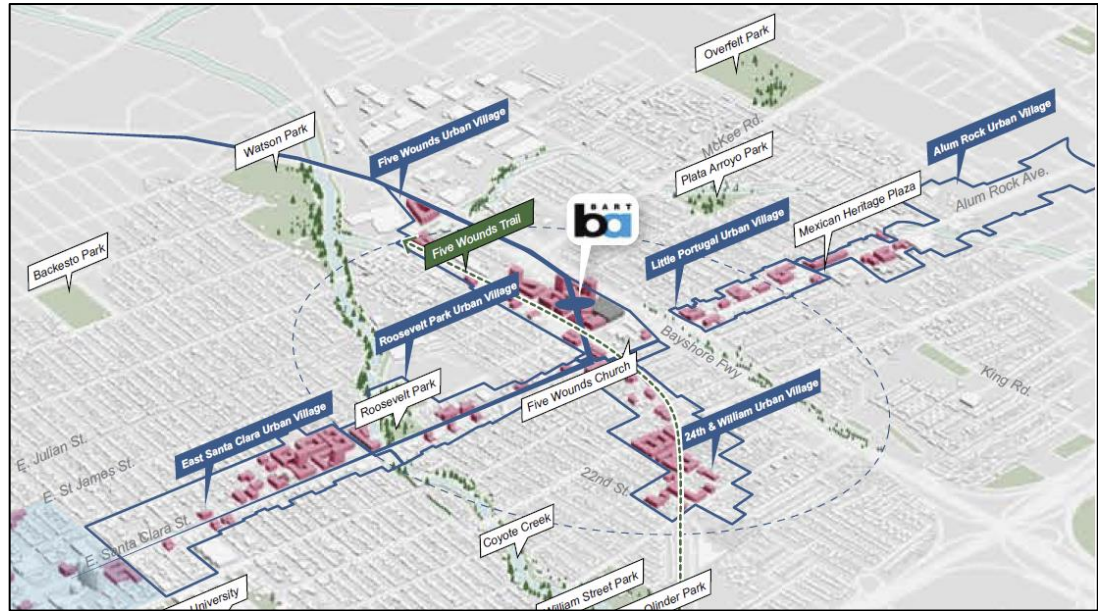 Overfelt Park
McKee Rd.
Watson Park
Five Wounds Urban Village
Plata Arroyo Park
Alum Rock Urban Village
Alum Rock Ave.
BART
ba
Mexican Heritage Plaza
Five Wounds Trail
Little Portugal Urban Village
Backesto Park
Roosevelt Park Urban Village
Bayshore Fwy
King Rd.
Five Wounds Church
Roosevelt Park
24th & William Urban Village
East Santa Clara Urban Village
E. Julian St.
E. St James St.
E. Santa Clara St.
22nd St.
Coyote Creek
University
William Street Park
Olinder Park